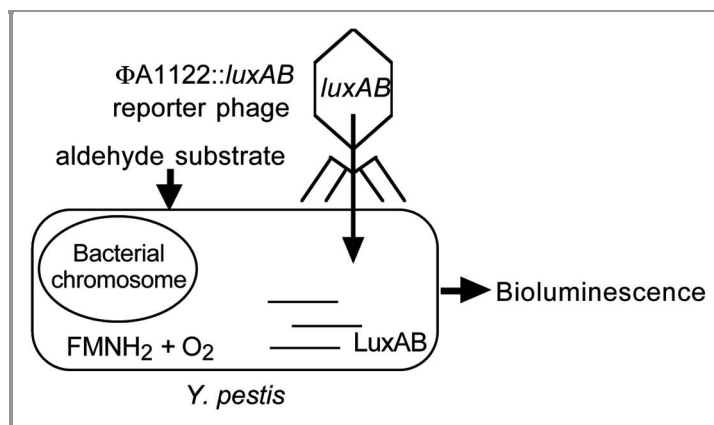 ΦA1122::luxAB
reporter phage
luxAB
aldehyde substrate
Bacterial
chromosome
Bioluminescence
FMNH₂ + O₂
LuxAB
Y. pestis